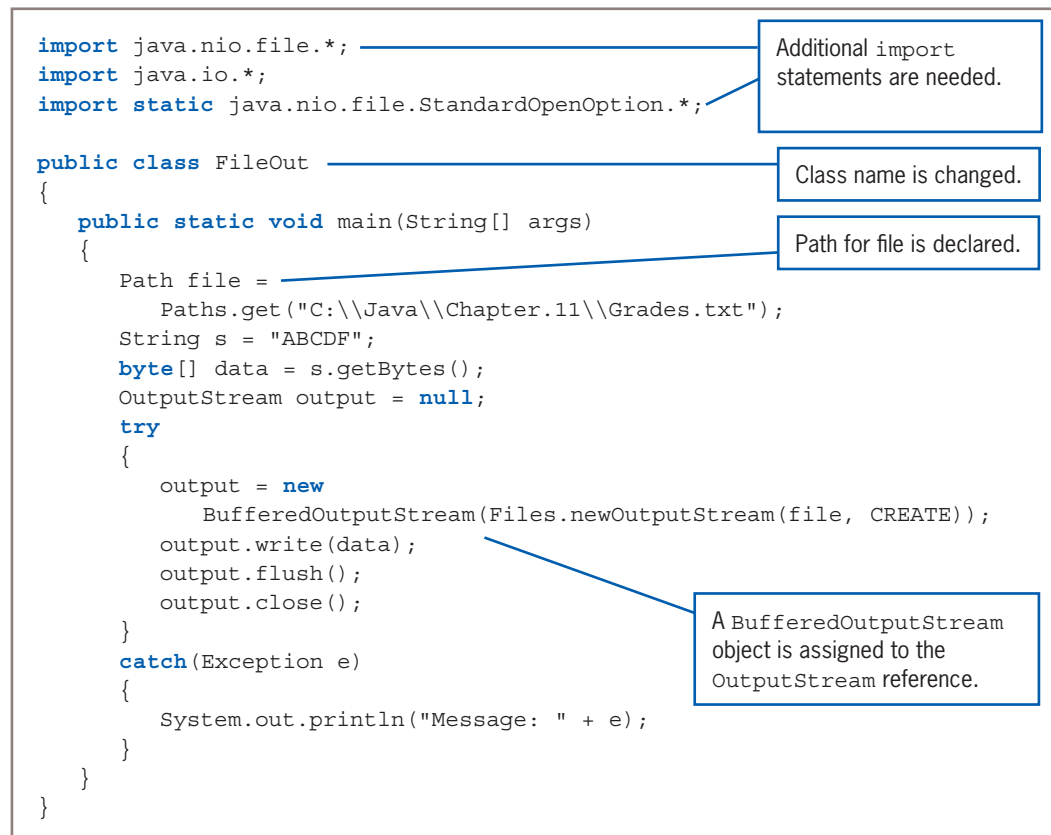 import java.nio.file.*;
import java.io.*;
import static java.nio.file.StandardOpenOption.*;
Additional import
statements are needed.
public class FileOut
Class name is changed.
{
public static void main(String[] args)
{
Path for file is declared.
Path file =
Paths.get("C:\\Java\\Chapter.11\\Grades.txt");
String s = "ABCDF";
byte[] data = s.getBytes();
OutputStream output = null;
try
{
output = new
BufferedOutputStream(Files.newOutputStream(file, CREATE));
output.write(data);
output.flush();
output.close();
}
A BufferedOutputStream
object is assigned to the
OutputStream reference.
catch(Exception e)
{
System.out.println("Message: " + e);
}
}
}